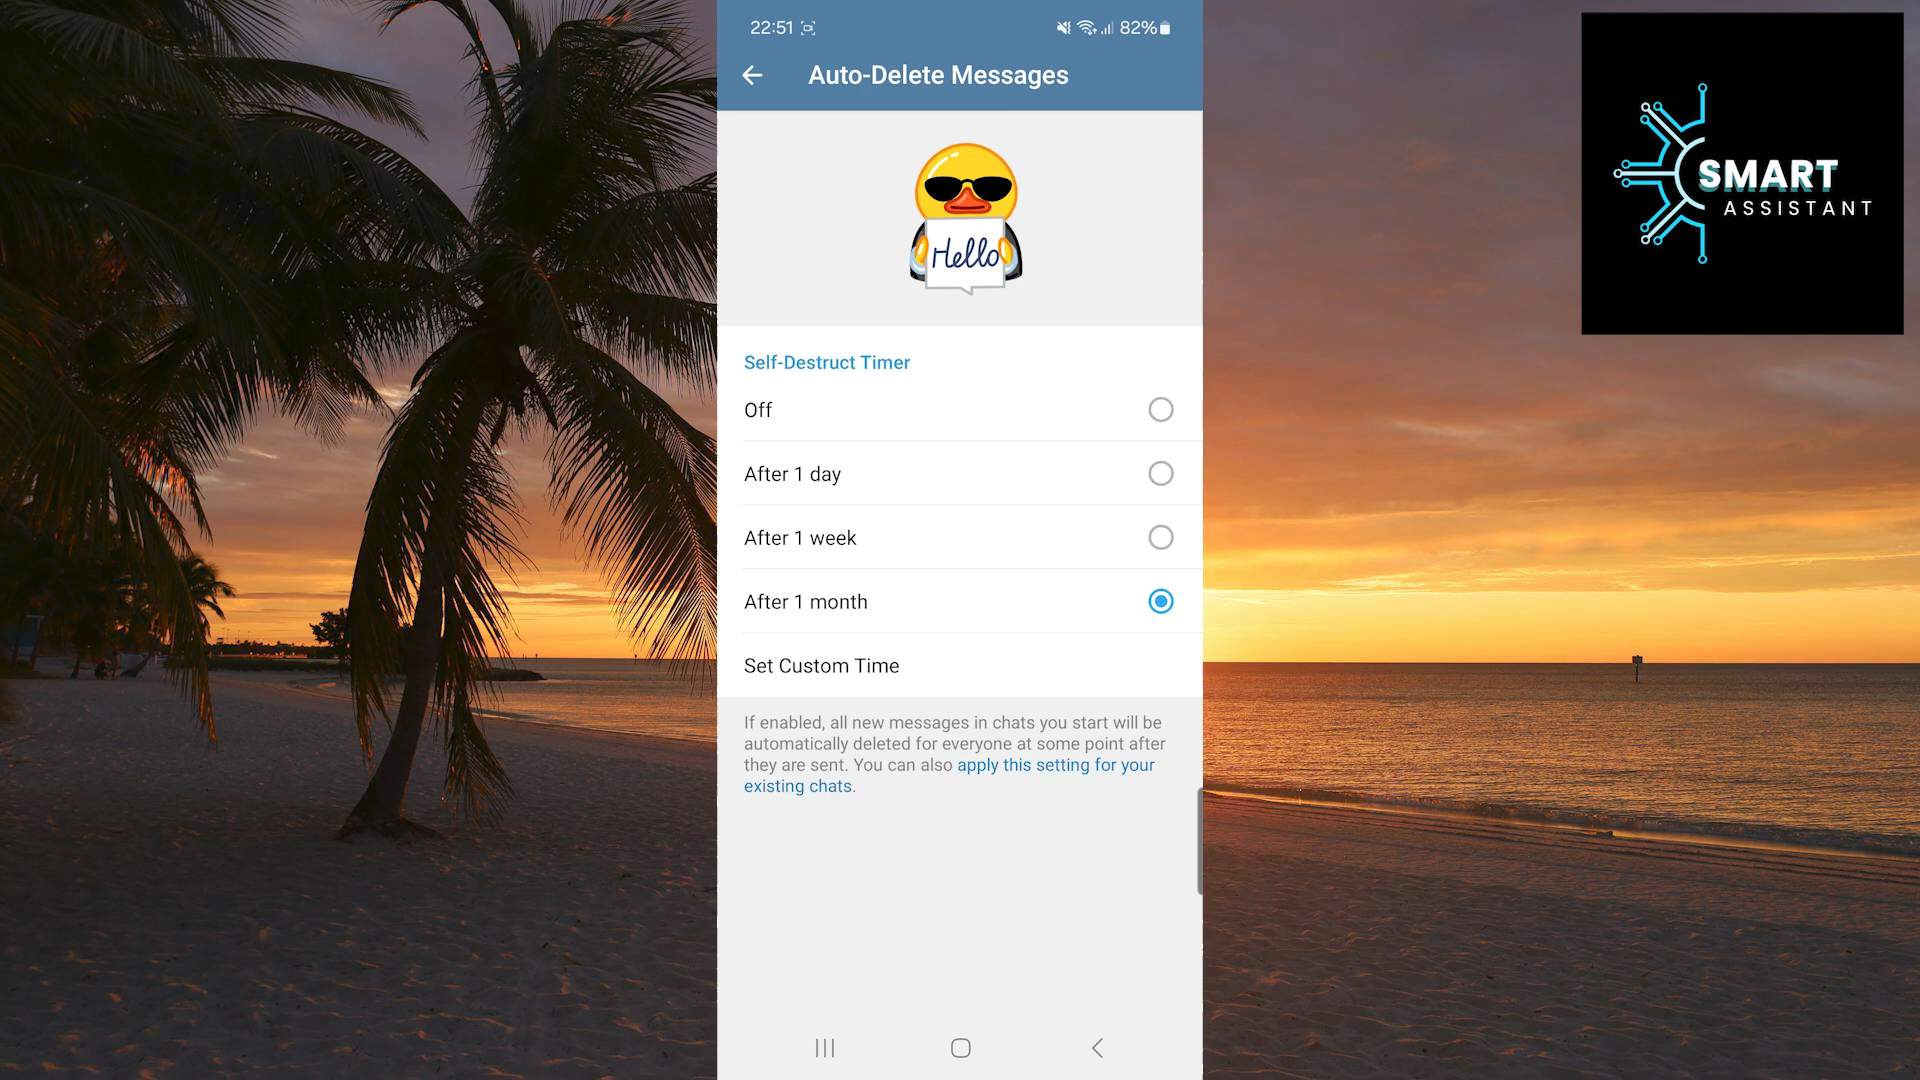 22:51
82%
Auto-Delete Messages
Hello
Self-Destruct Timer
Off
After 1 day
After 1 week
After 1 month
Set Custom Time
If enabled, all new messages in chats you start will be
automatically deleted for everyone at some point after
they are sent. You can also apply this setting for your
existing chats.
SMART
ASSISTANT